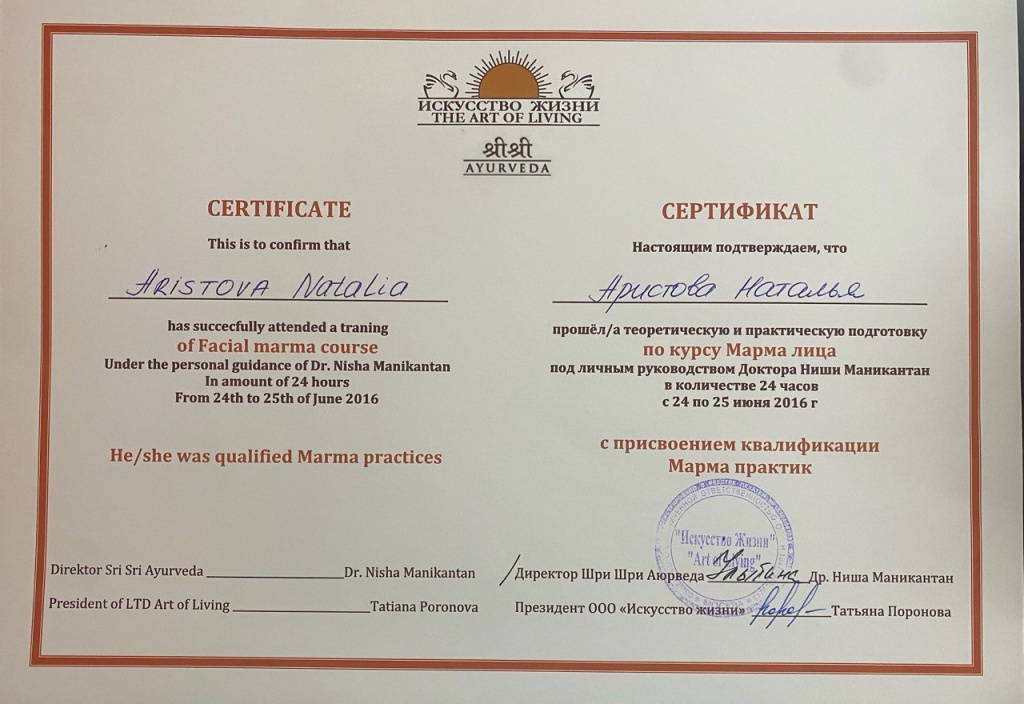 ИСКУССТВО ЖИЗНИ
THE ART OF LIVING
श्री श्री
AYURVEDA
CERTIFICATE
This is to confirm that
ARISTOVA Natalia
has succecfully attended a traning
of Facial marma course
Under the personal guidance of Dr. Nisha Manikantan
In amount of 24 hours
From 24th to 25th of June 2016
He/she was qualified Marma practices
Direktor Sri Sri Ayurveda Dr. Nisha Manikantan
President of LTD Art of Living Tatiana Poronova
СЕРТИФИКАТ
Настоящим подтверждаем, что
Аристова Наталья
прошёл/а теоретическую и практическую подготовку
по курсу Марма лица
под личным руководством Доктора Ниши Маникантан
в количестве 24 часов
с 24 по 25 июня 2016 г
с присвоением квалификации
Марма практик
"Искусство Жизни"
"Art of Living"
Директор Шри Шри Аюрведа Др. Ниша Маникантан
Президент ООО «Искусство жизни» Татьяна Поронова